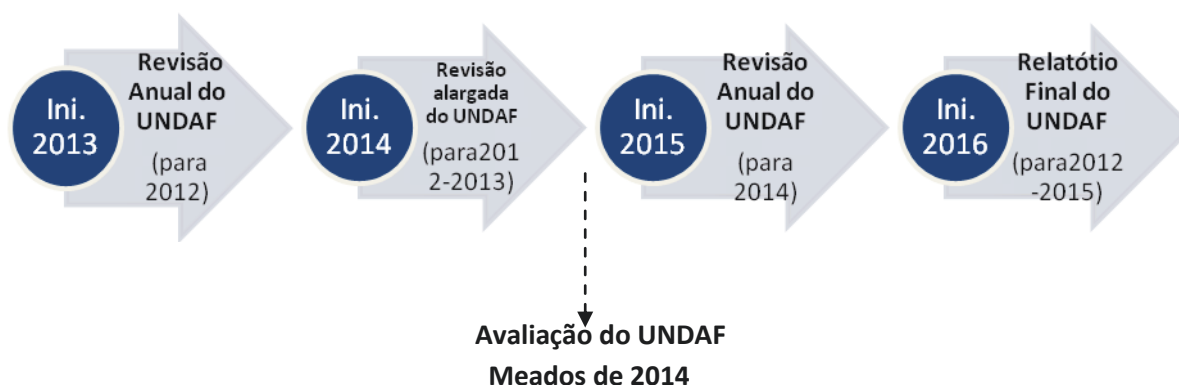 Ini.
2013
Revisão
Anual do
UNDAF
(para
2012)
Ini.
2014
Revisão
alargada
do UNDAF
(para201
2-2013)
Ini.
2015
Revisão
Anual do
UNDAF
(para
2014)
Ini.
2016
Relatótio
Final do
UNDAF
(para2012
-2015)
Avaliação do UNDAF
Meados de 2014